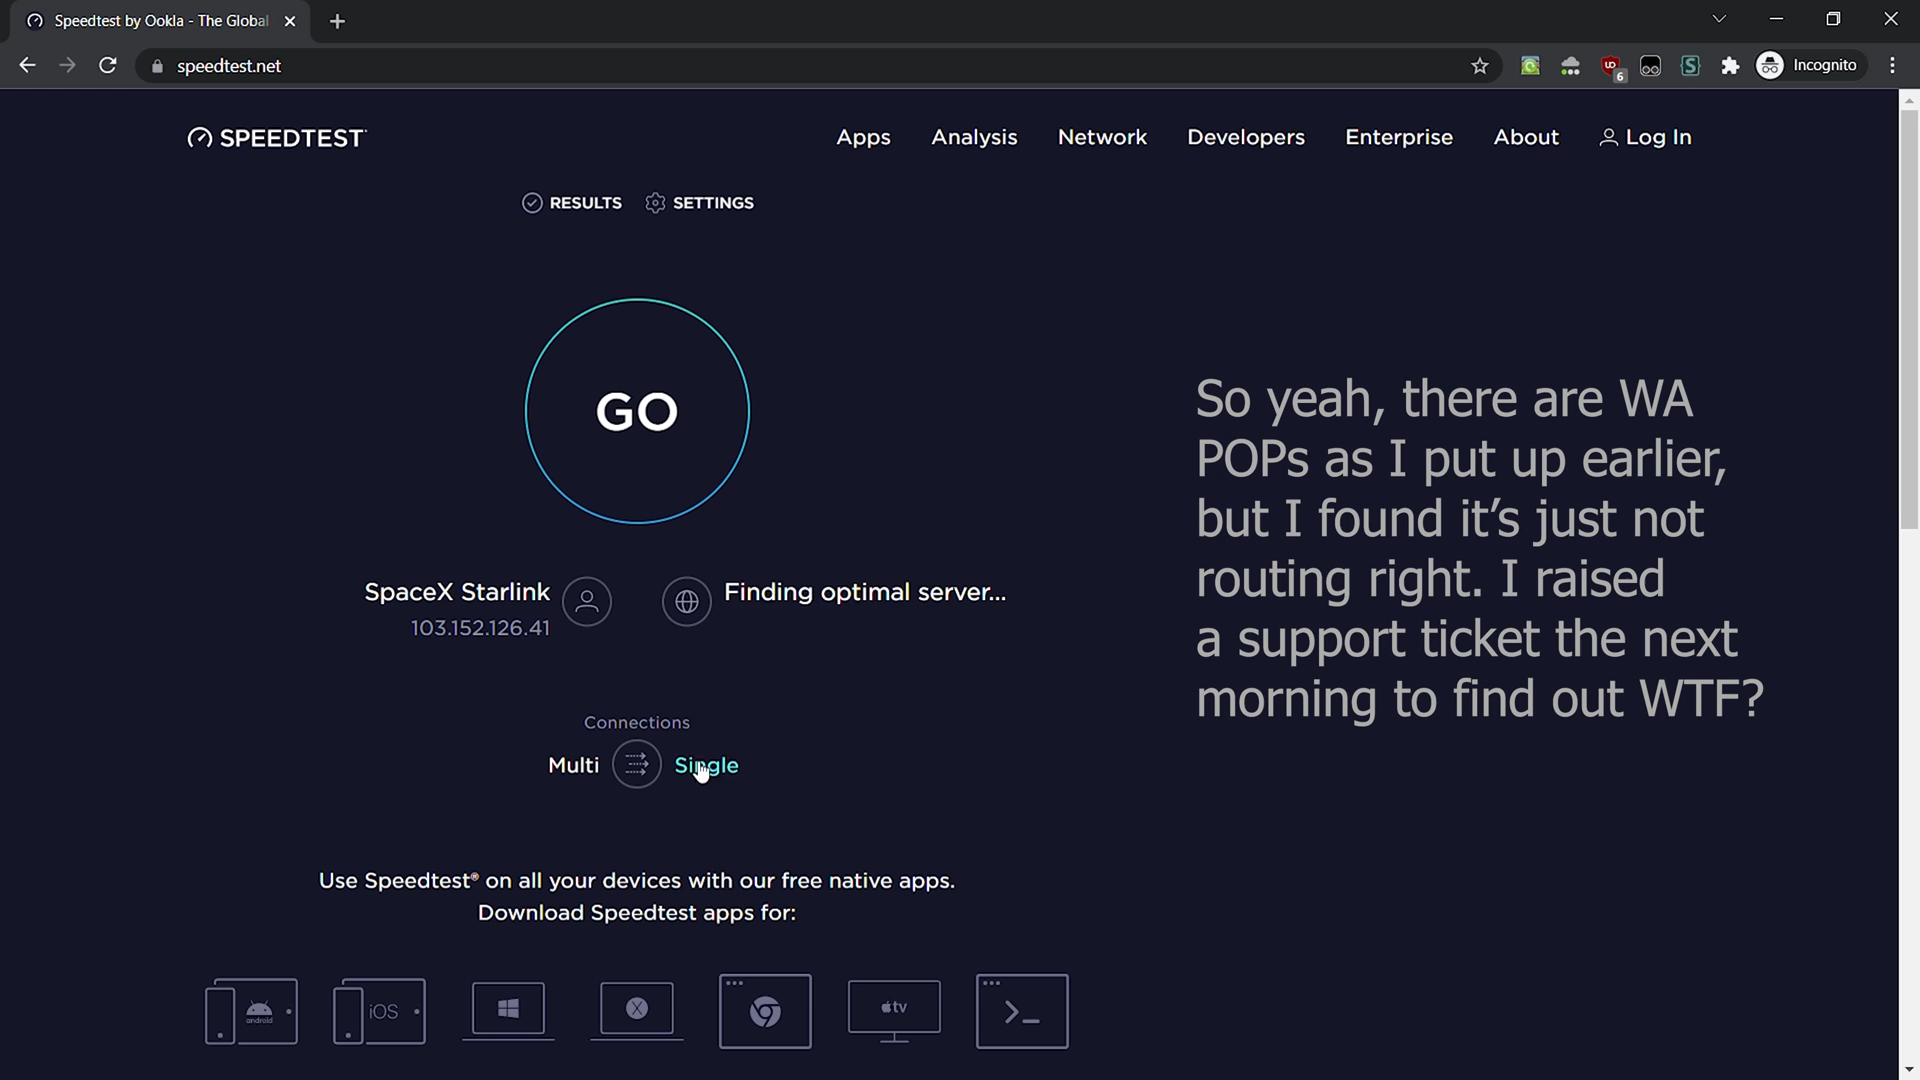 Speedtest by Ookla - The Global
speedtest.net
6
Incognito
SPEEDTEST
Apps Analysis Network Developers Enterprise About Log In
RESULTS SETTINGS
GO
So yeah, there are WA
POPs as I put up earlier,
but I found it’s just not
routing right. I raised
a support ticket the next
morning to find out WTF?
SpaceX Starlink
103.152.126.41
Finding optimal server...
Connections
Multi Single
Use Speedtest® on all your devices with our free native apps.
Download Speedtest apps for:
android iOS X tv